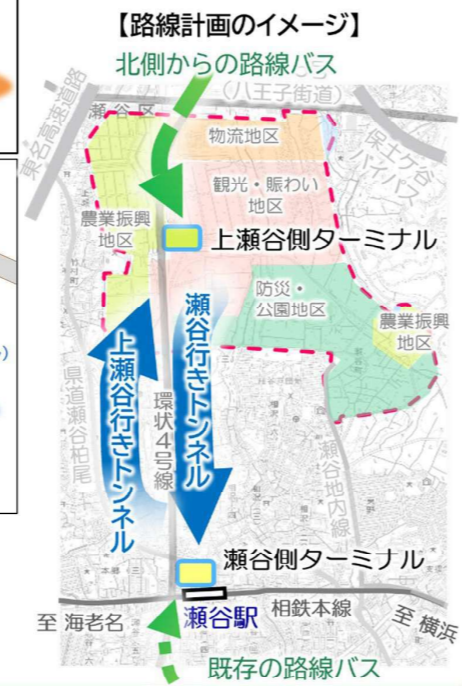 【路線計画のイメージ】
北側からの路線バス
(八王子街道)
瀬谷区
東名高速道路
物流地区
保土ケ谷
バイパス
観光・賑わい
地区
農業振興
地区
上瀬谷側ターミナル
防災・
公園地区
農業振興
地区
瀬谷行きトンネル
上瀬谷行きトンネル
環状4号線
県道瀬谷柏尾
瀬谷地内線
瀬谷側ターミナル
瀬谷駅
相鉄本線
至 海老名
至 横浜
既存の路線バス